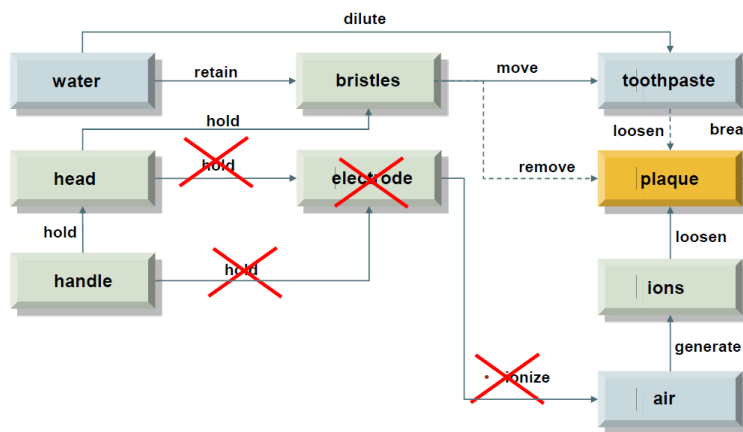 dilute
water
retain
bristles
move
toothpaste
hold
loosen
brea
head
hold
electrode
remove
plaque
hold
loosen
handle
hold
ions
generate
• ionize
air